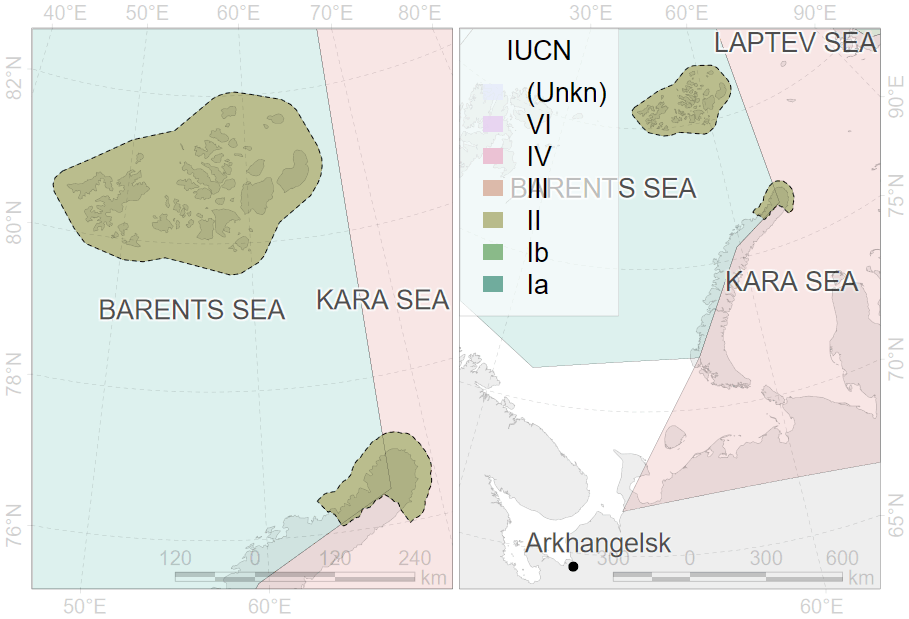 40°E 50°E 60°E 70°E 80°E
82°N
80°N
78°N
76°N
BARENTS SEA
KARA SEA
120 0 120 240
km
50°E 60°E
30°E 60°E 90°E
LAPTEV SEA
IUCN
(Unkn)
VI
IV
III
II
Ib
Ia
BARENTS SEA
KARA SEA
90°E
75°N
70°N
65°N
Arkhangelsk
300 0 300 600
km
60°E